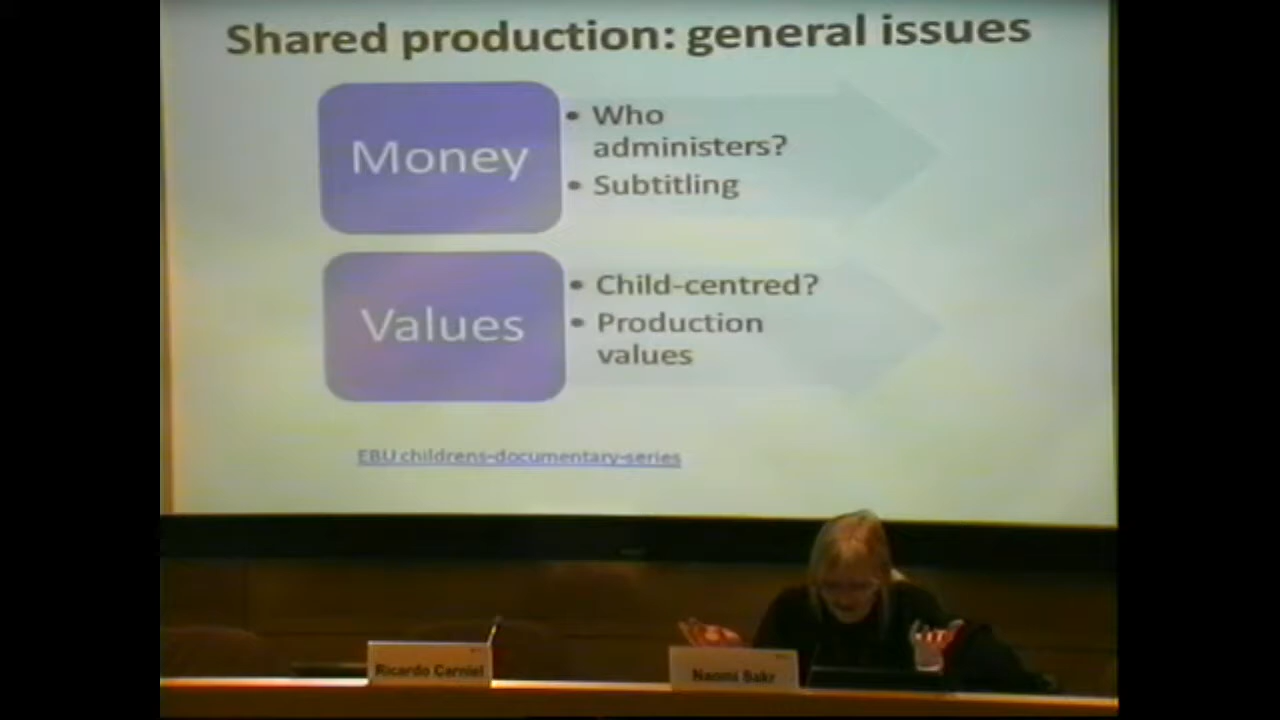 Shared production: general issues
Money
• Who
administers?
• Subtitling
Values
• Child-centred?
• Production
values
EBU childrens-documentary-series
Ricardo Carniel
Naomi Sakr